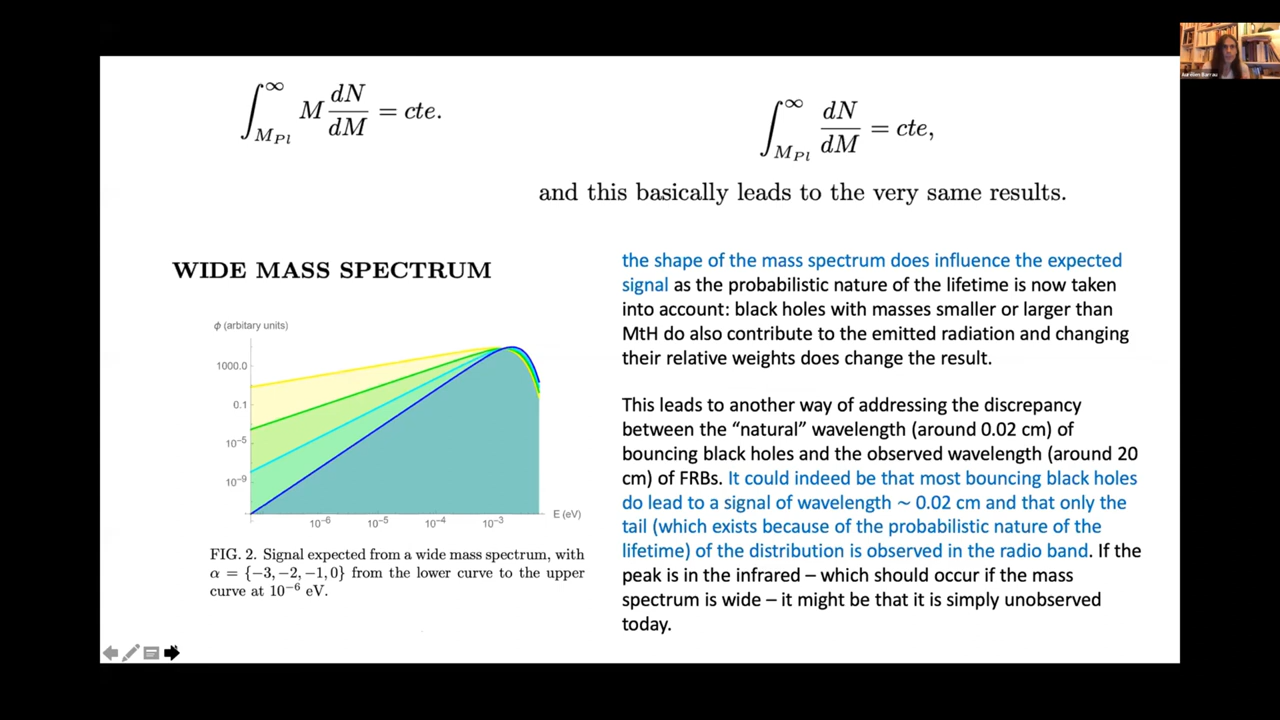 ∫_{M_{Pl}}^{∞} M dN/dM = cte.
∫_{M_{Pl}}^{∞} dN/dM = cte,
and this basically leads to the very same results.
WIDE MASS SPECTRUM
ϕ (arbitary units)
1000.0
0.1
10⁻⁵
10⁻⁹
10⁻⁶ 10⁻⁵ 10⁻⁴ 10⁻³ E (eV)
FIG. 2. Signal expected from a wide mass spectrum, with
α = {−3, −2, −1, 0} from the lower curve to the upper
curve at 10⁻⁶ eV.
the shape of the mass spectrum does influence the expected
signal as the probabilistic nature of the lifetime is now taken
into account: black holes with masses smaller or larger than
MtH do also contribute to the emitted radiation and changing
their relative weights does change the result.
This leads to another way of addressing the discrepancy
between the “natural” wavelength (around 0.02 cm) of
bouncing black holes and the observed wavelength (around 20
cm) of FRBs. It could indeed be that most bouncing black holes
do lead to a signal of wavelength ∼ 0.02 cm and that only the
tail (which exists because of the probabilistic nature of the
lifetime) of the distribution is observed in the radio band. If the
peak is in the infrared – which should occur if the mass
spectrum is wide – it might be that it is simply unobserved
today.
Aurélien Barrau